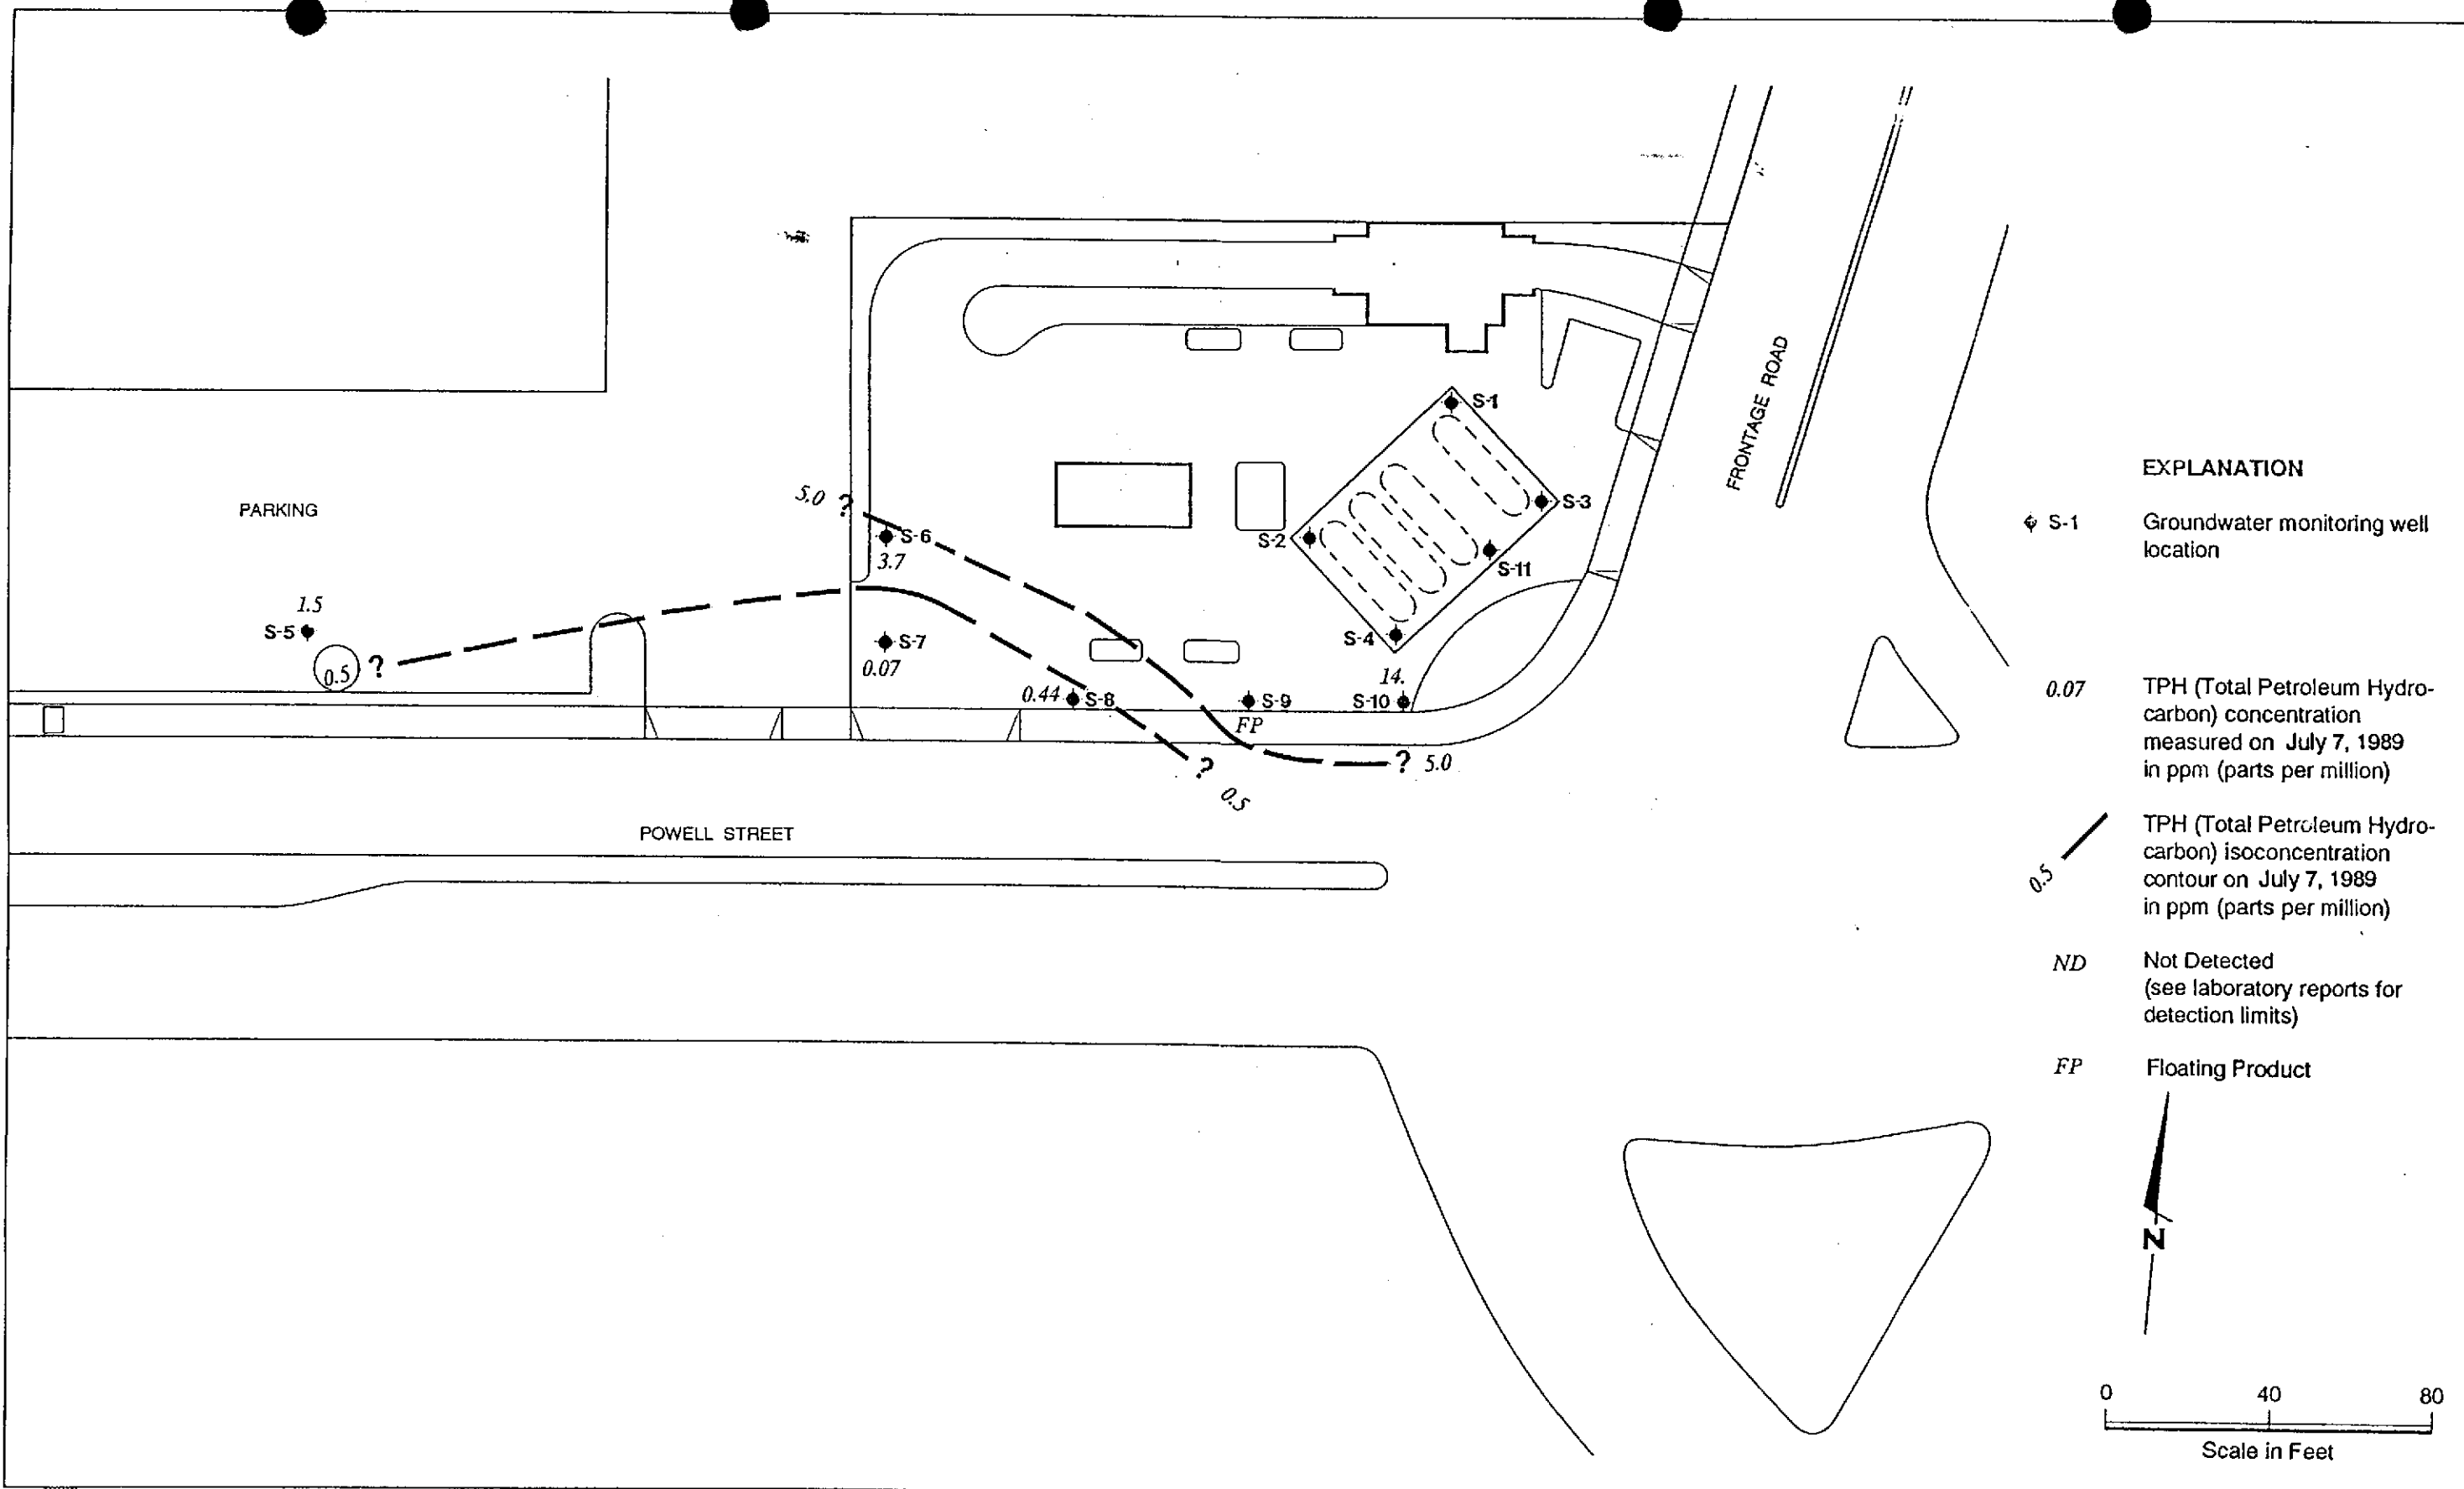 S-1
FRONTAGE ROAD
EXPLANATION
5.0 ?
PARKING
S-3
S-1 Groundwater monitoring well
location
S-6
S-2
3.7
S-11
1.5
S-5
S-7
S-4
0.5 ?
0.07
14.
0.44 S-8
S-9
S-10
FP
0.07 TPH (Total Petroleum Hydro-
carbon) concentration
measured on July 7, 1989
in ppm (parts per million)
? 5.0
?
0.5
POWELL STREET
0.5 TPH (Total Petroleum Hydro-
carbon) isoconcentration
contour on July 7, 1989
in ppm (parts per million)
ND Not Detected
(see laboratory reports for
detection limits)
FP Floating Product
N
0 40 80
Scale in Feet